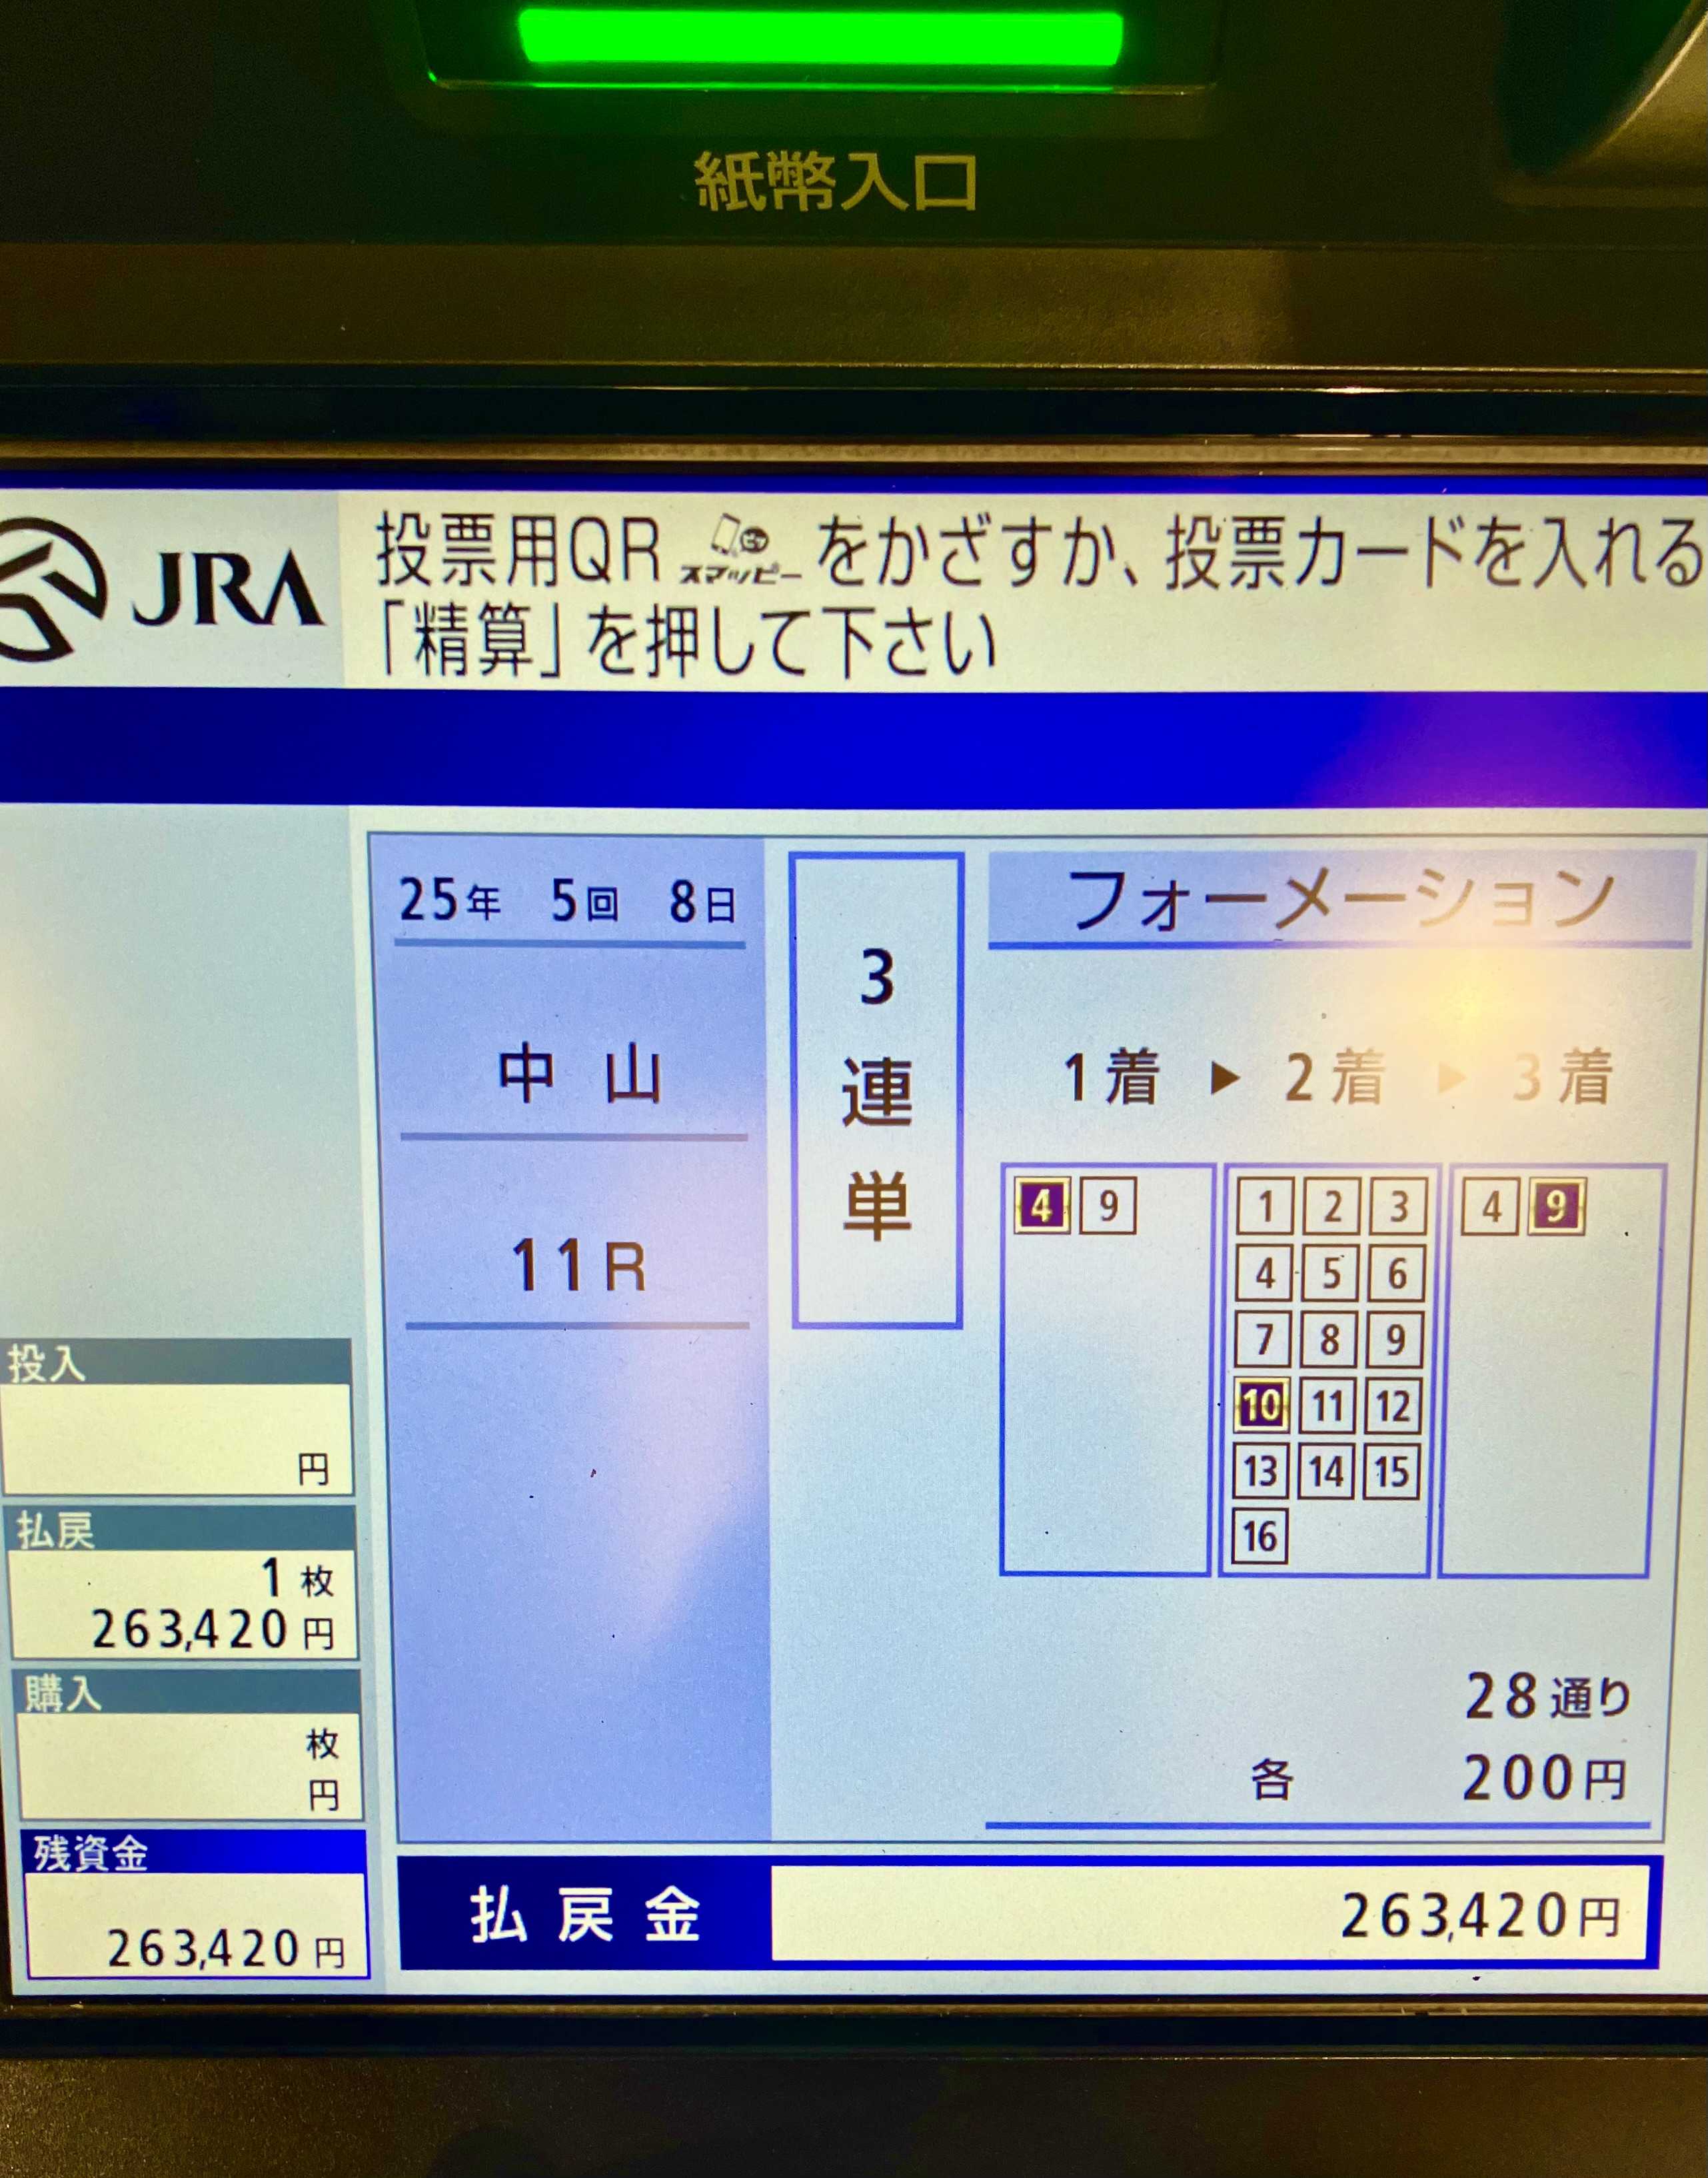 紙幣入口
JRA
投票用QR スマッピー をかざすか、投票カードを入れる
「精算」を押して下さい
25年 5回 8日
中山
11R
3連単
フォーメーション
1着 ▶ 2着 ▶ 3着
4 9
1 2 3
4 5 6
7 8 9
10 11 12
13 14 15
16
4 9
28通り
各 200円
払戻金 263,420円
投入
円
払戻
1枚
263,420円
購入
枚
円
残資金
263,420円